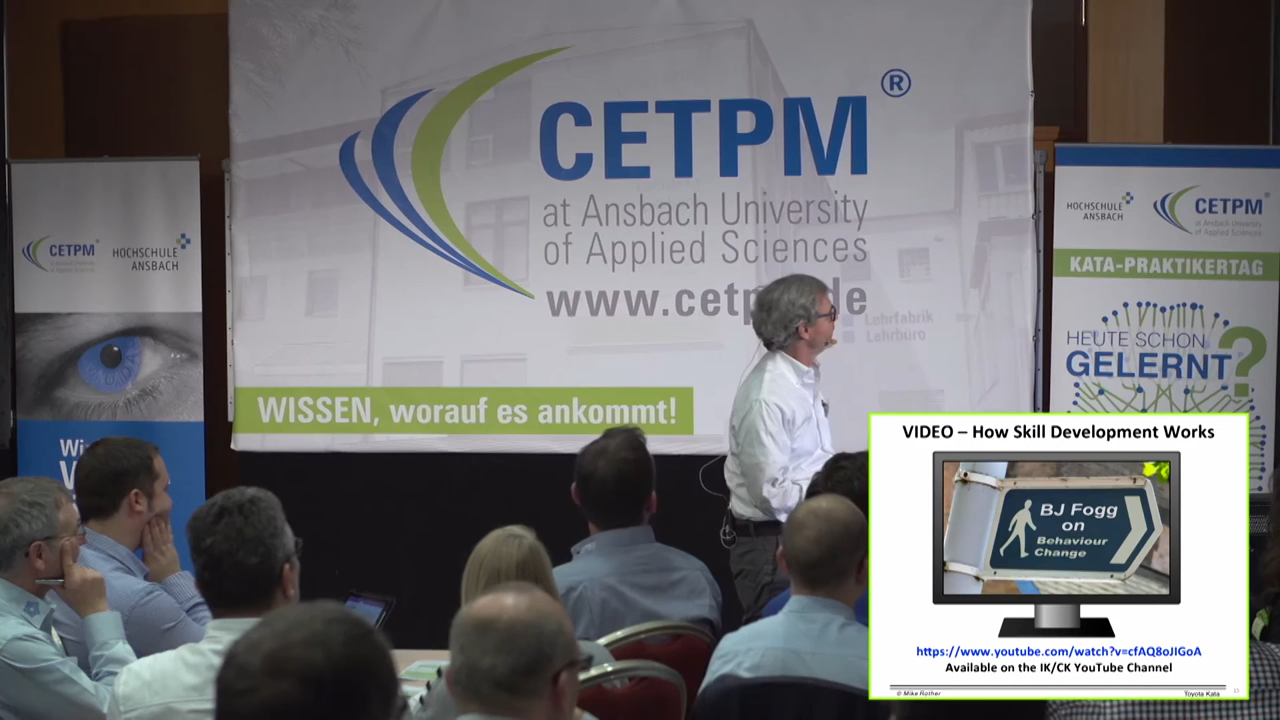 CETPM®
at Ansbach University
of Applied Sciences
www.cet
de
Lehrfabrik
Lehrbüro
WISSEN, worauf es ankommt!
CETPM
HOCHSCHULE
ANSBACH
HOCHSCHULE
ANSBACH
CETPM®
at Ansbach University
of Applied Sciences
KATA-PRAKTIKERTAG
HEUTE SCHON
GELERNT?
VIDEO – How Skill Development Works
BJ Fogg
on
Behaviour
Change
https://www.youtube.com/watch?v=cfAQ8oJIGoA
Available on the IK/CK YouTube Channel
© Mike Rother
Toyota Kata
13